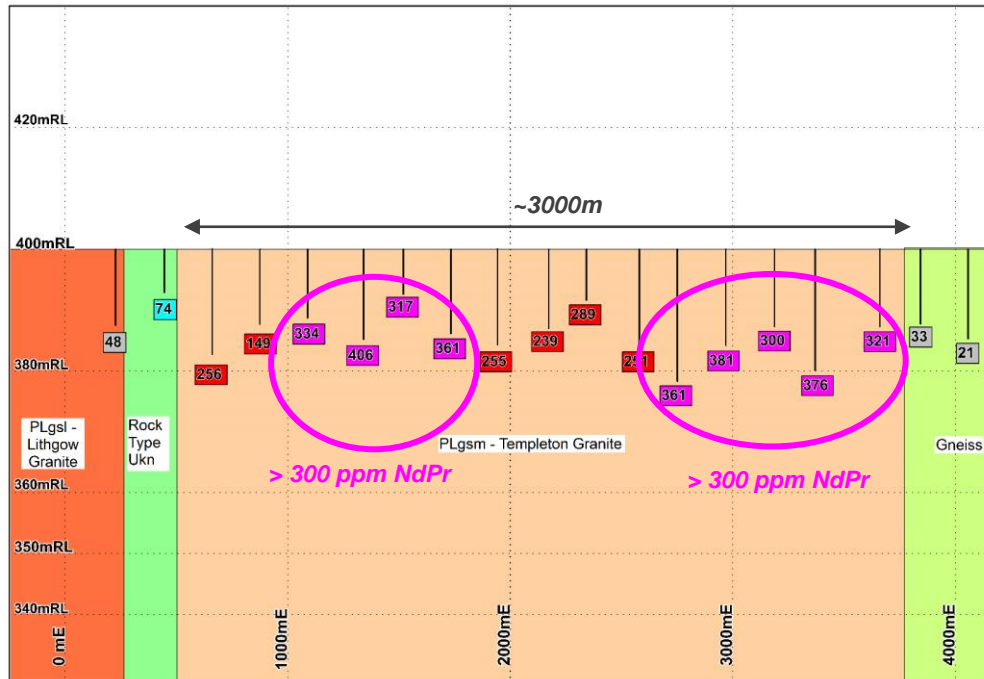 420mRL
~3000m
400mRL
48
74
256
149
334
406
317
361
255
239
289
251
361
381
300
376
321
33
21
380mRL
PLgsl -
Lithgow
Granite
Rock
Type
Ukn
PLgsm - Templeton Granite
Gneiss
> 300 ppm NdPr
> 300 ppm NdPr
360mRL
350mRL
340mRL
0 mE
1000mE
2000mE
3000mE
4000mE